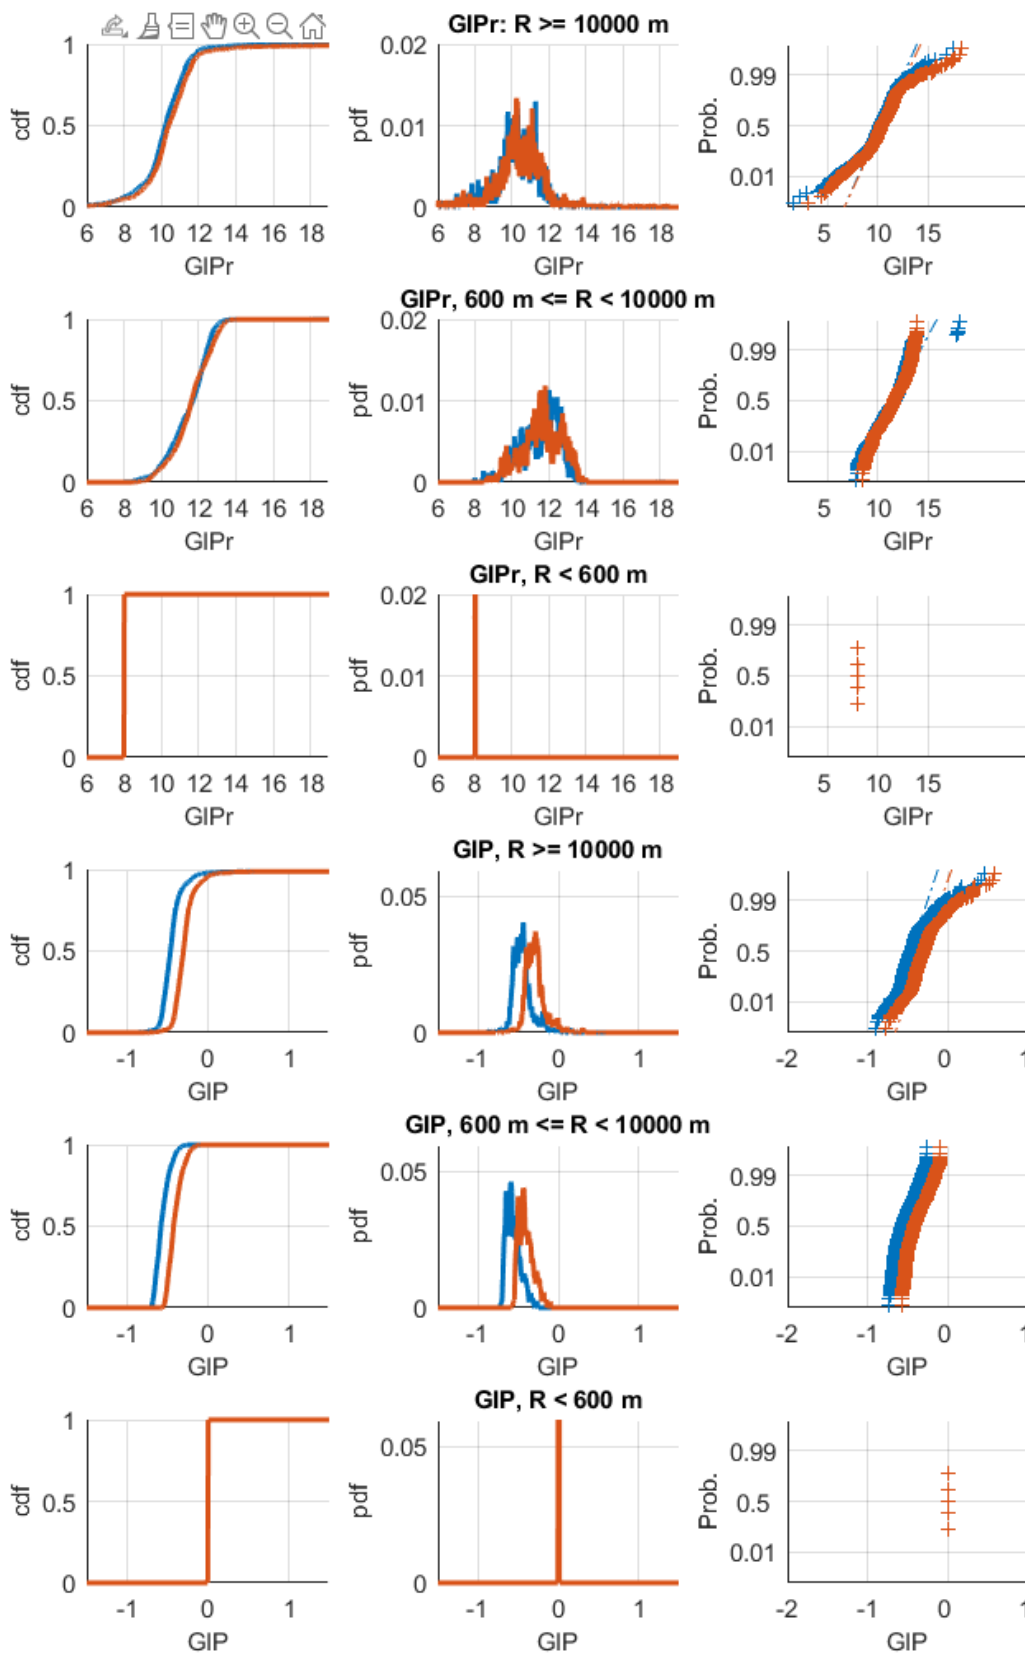 GIPr: R >= 10000 m
1
0.5
0
cdf
6 8 10 12 14 16 18
GIPr
0.02
0.01
0
pdf
6 8 10 12 14 16 18
GIPr
0.99
0.5
0.01
Prob.
5 10 15
GIPr
GIPr, 600 m <= R < 10000 m
1
0.5
0
cdf
6 8 10 12 14 16 18
GIPr
0.02
0.01
0
pdf
6 8 10 12 14 16 18
GIPr
0.99
0.5
0.01
Prob.
5 10 15
GIPr
GIPr, R < 600 m
1
0.5
0
cdf
6 8 10 12 14 16 18
GIPr
0.02
0.01
0
pdf
6 8 10 12 14 16 18
GIPr
0.99
0.5
0.01
Prob.
5 10 15
GIPr
GIP, R >= 10000 m
1
0.5
0
cdf
-1 0 1
GIP
0.05
0
pdf
-1 0 1
GIP
0.99
0.5
0.01
Prob.
-2 -1 0 1
GIP
GIP, 600 m <= R < 10000 m
1
0.5
0
cdf
-1 0 1
GIP
0.05
0
pdf
-1 0 1
GIP
0.99
0.5
0.01
Prob.
-2 -1 0 1
GIP
GIP, R < 600 m
1
0.5
0
cdf
-1 0 1
GIP
0.05
0
pdf
-1 0 1
GIP
0.99
0.5
0.01
Prob.
-2 -1 0 1
GIP